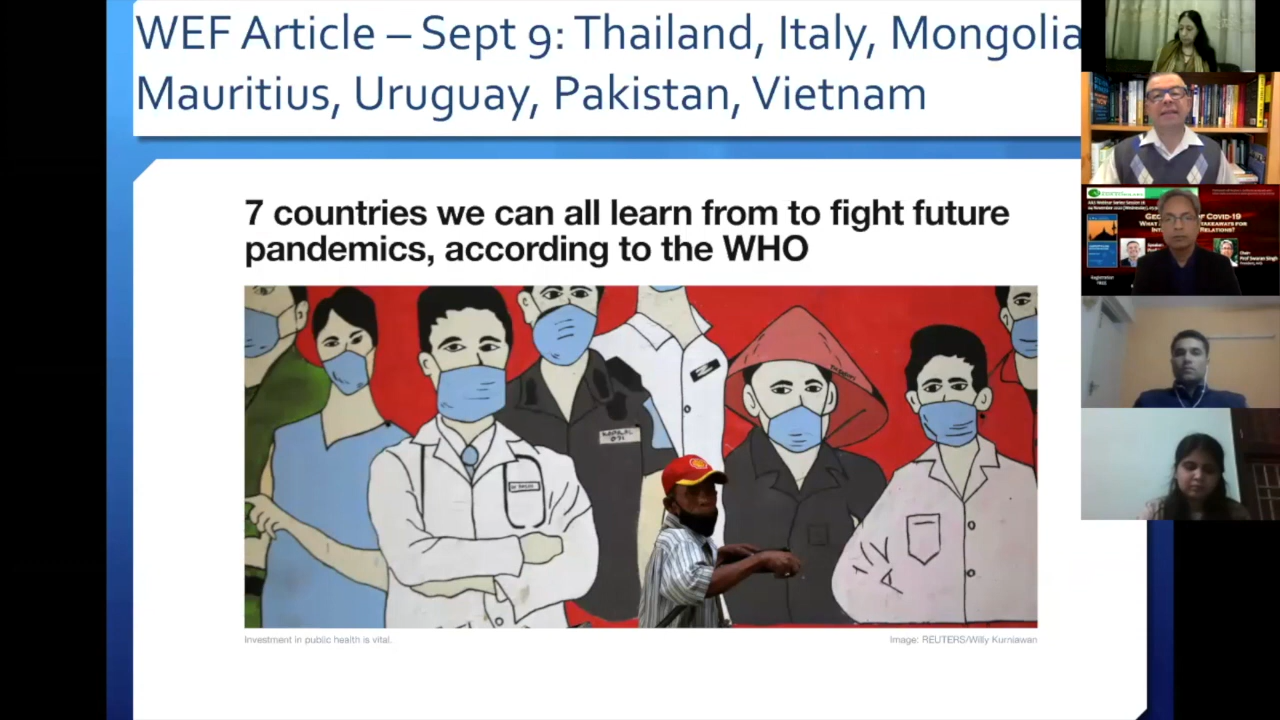 WEF Article – Sept 9: Thailand, Italy, Mongolia
Mauritius, Uruguay, Pakistan, Vietnam
7 countries we can all learn from to fight future
pandemics, according to the WHO
Investment in public health is vital.
Image: REUTERS/Willy Kurniawan